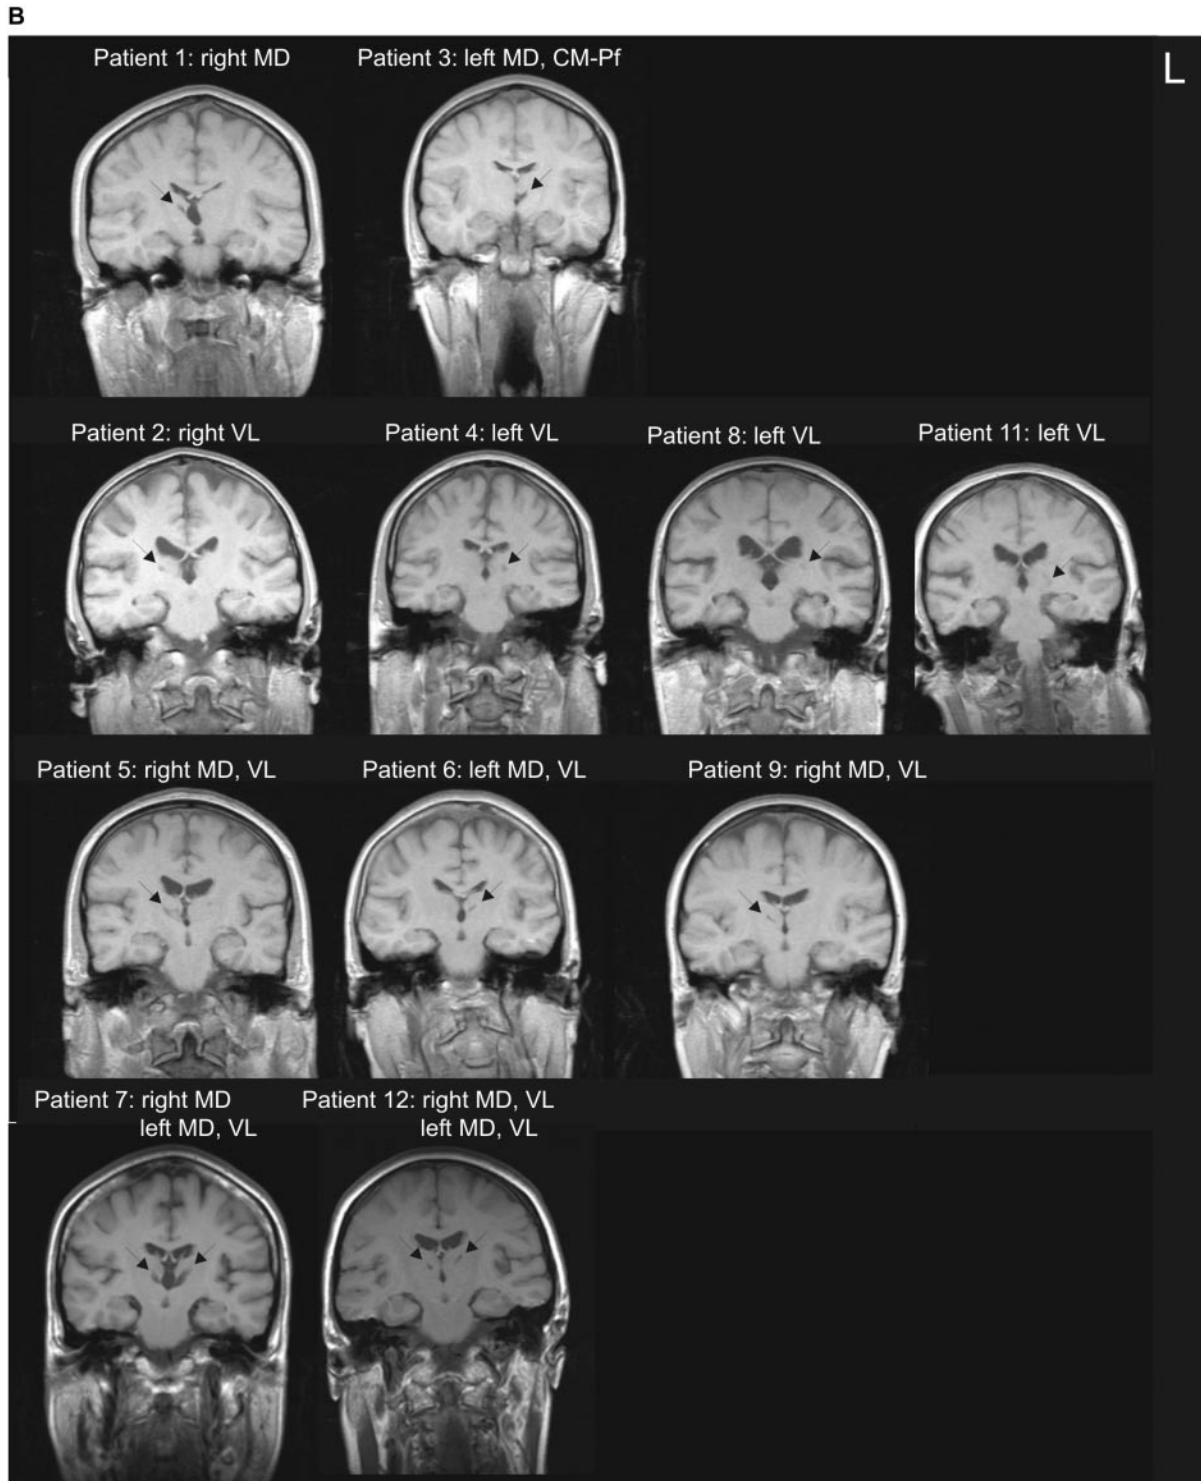 B
Patient 1: right MD
Patient 3: left MD, CM-Pf
L
Patient 2: right VL
Patient 4: left VL
Patient 8: left VL
Patient 11: left VL
Patient 5: right MD, VL
Patient 6: left MD, VL
Patient 9: right MD, VL
Patient 7: right MD
left MD, VL
Patient 12: right MD, VL
left MD, VL